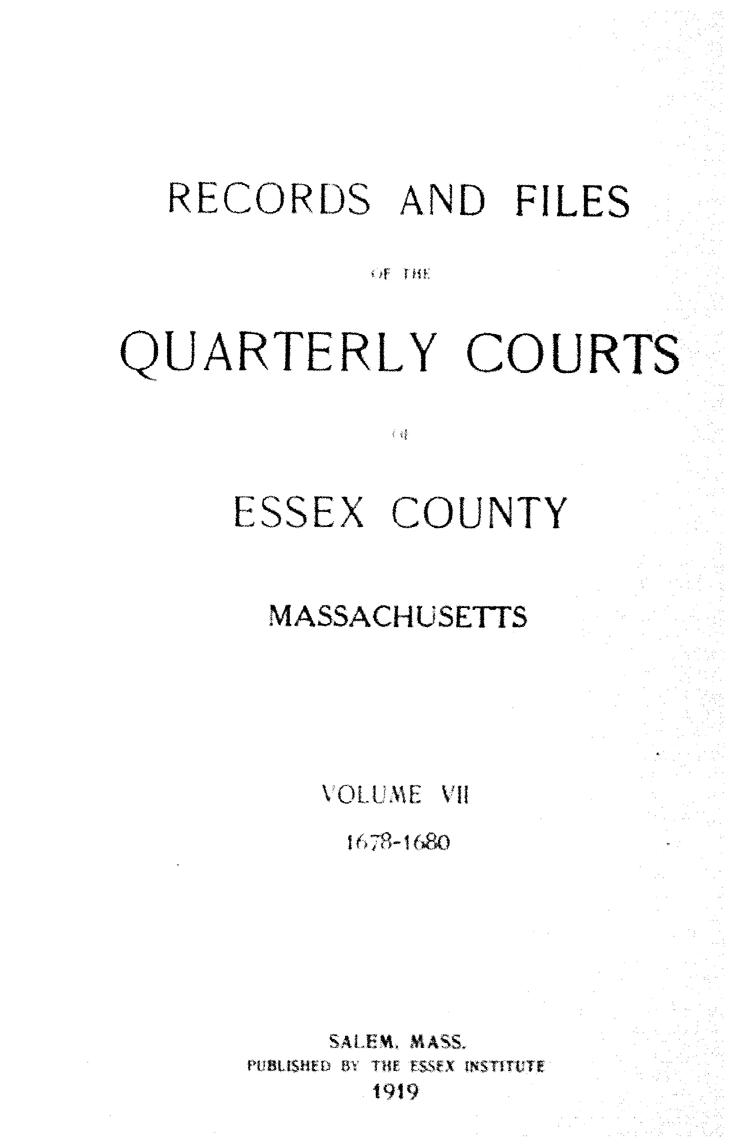 RECORDS AND FILES
OF THE
QUARTERLY COURTS
OF
ESSEX COUNTY
MASSACHUSETTS
VOLUME VII
1678-1680
SALEM, MASS.
PUBLISHED BY THE ESSEX INSTITUTE
1919